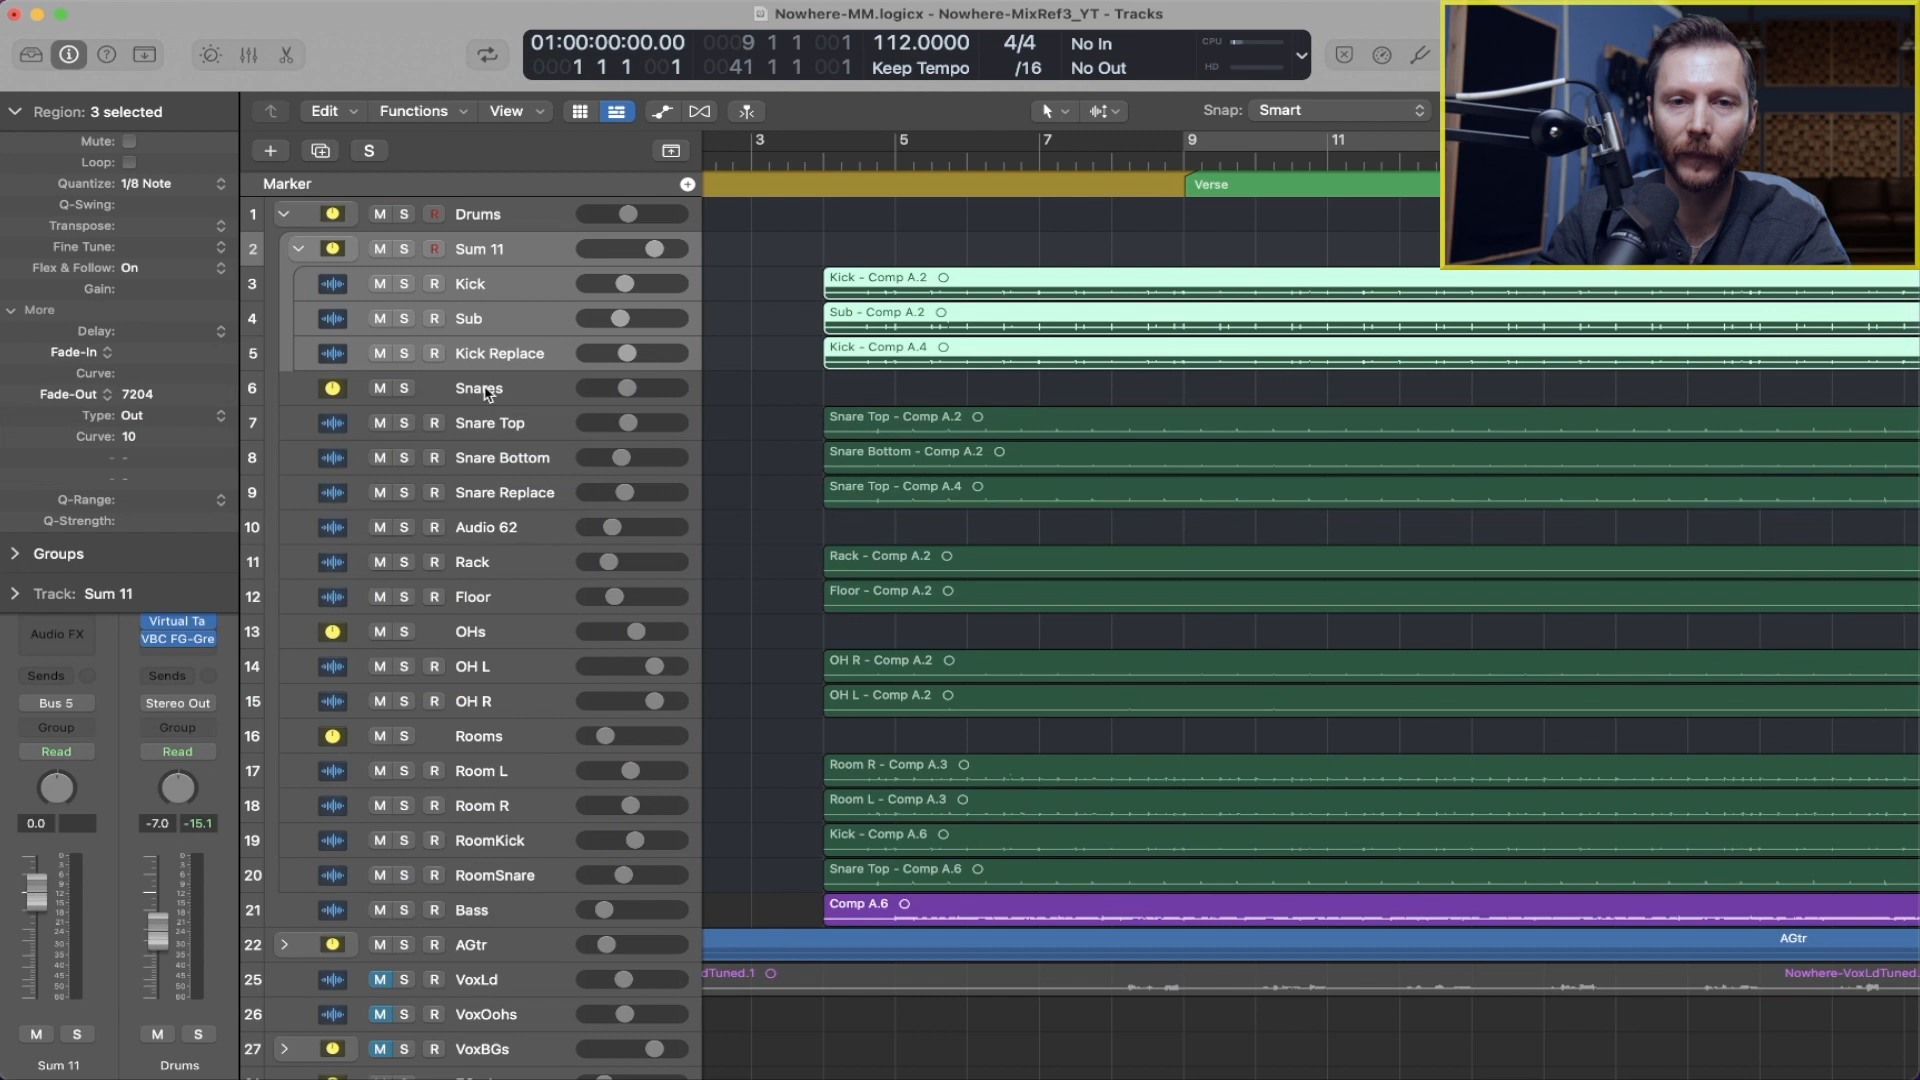 Nowhere-MM.logicx - Nowhere-MixRef3_YT - Tracks
01:00:00:00.00
0009 1 1 001
112.0000
4/4
No In
CPU
0001 1 1 001
0041 1 1 001
Keep Tempo
/16
No Out
HD
Region: 3 selected
Edit
Functions
View
Snap: Smart
Mute:
Loop:
Quantize: 1/8 Note
Q-Swing:
Transpose:
Fine Tune:
Flex & Follow: On
Gain:
More
Delay:
Fade-In
Curve:
Fade-Out 7204
Type: Out
Curve: 10
Q-Range:
Q-Strength:
Groups
Track: Sum 11
Audio FX
Virtual Ta
VBC FG-Gre
Sends
Sends
Bus 5
Stereo Out
Group
Group
Read
Read
0.0
-7.0
-15.1
M S
M S
Sum 11
Drums
S
3
5
7
9
11
Marker
Verse
1 M S R Drums
2 M S R Sum 11
3 M S R Kick
Kick - Comp A.2
4 M S R Sub
Sub - Comp A.2
5 M S R Kick Replace
Kick - Comp A.4
6 M S Snares
7 M S R Snare Top
Snare Top - Comp A.2
8 M S R Snare Bottom
Snare Bottom - Comp A.2
9 M S R Snare Replace
Snare Top - Comp A.4
10 M S R Audio 62
11 M S R Rack
Rack - Comp A.2
12 M S R Floor
Floor - Comp A.2
13 M S OHs
14 M S R OH L
OH R - Comp A.2
15 M S R OH R
OH L - Comp A.2
16 M S Rooms
17 M S R Room L
Room R - Comp A.3
18 M S R Room R
Room L - Comp A.3
19 M S R RoomKick
Kick - Comp A.6
20 M S R RoomSnare
Snare Top - Comp A.6
21 M S R Bass
Comp A.6
22 M S R AGtr
AGtr
25 M S R VoxLd
dTuned.1
Nowhere-VoxLdTuned.
26 M S R VoxOohs
27 M S R VoxBGs